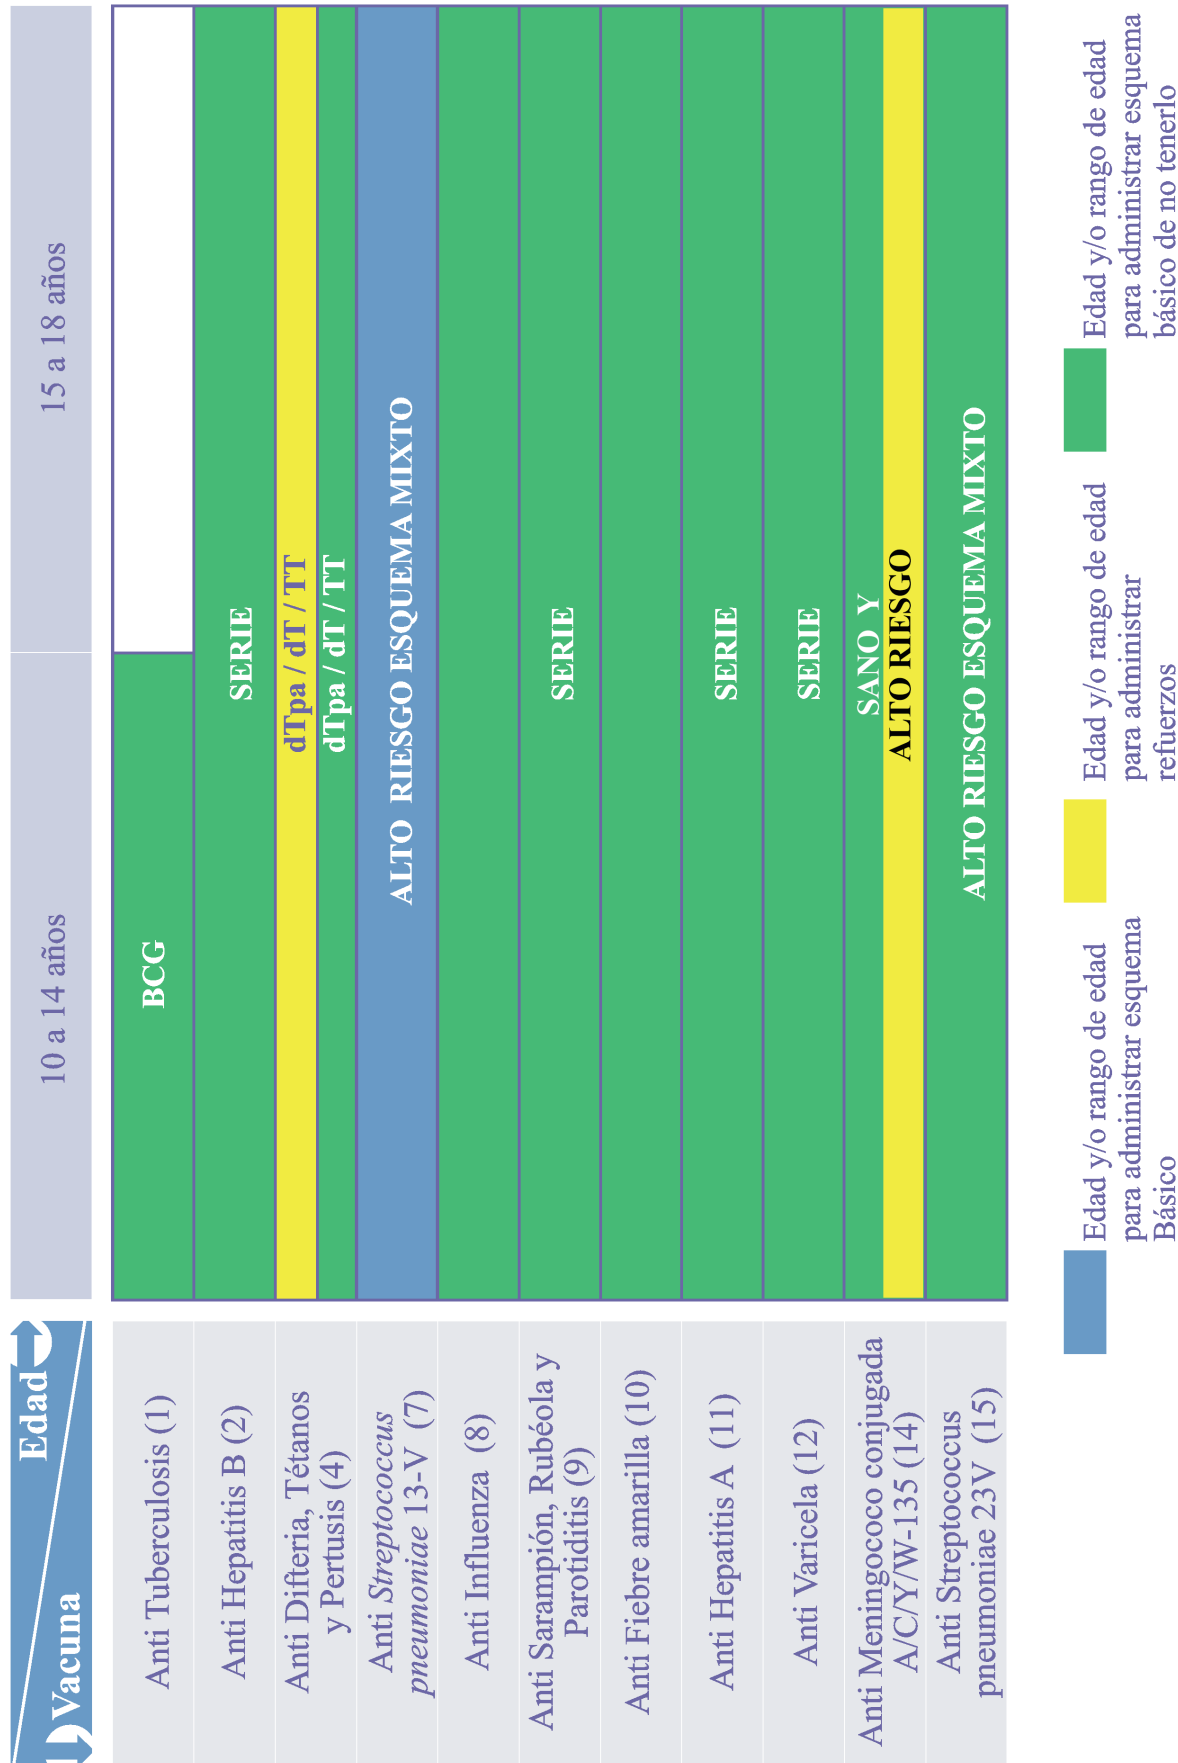 Edad
Vacuna
10 a 14 años
15 a 18 años
Anti Tuberculosis (1)
BCG
Anti Hepatitis B (2)
SERIE
Anti Difteria, Tétanos
y Pertusis (4)
dTpa / dT / TT
dTpa / dT / TT
Anti Streptococcus
pneumoniae 13-V (7)
ALTO RIESGO ESQUEMA MIXTO
Anti Influenza (8)
Anti Sarampión, Rubéola y
Parotiditis (9)
SERIE
Anti Fiebre amarilla (10)
Anti Hepatitis A (11)
SERIE
Anti Varicela (12)
SERIE
Anti Meningococo conjugada
A/C/Y/W-135 (14)
SANO Y
ALTO RIESGO
Anti Streptococcus
pneumoniae 23V (15)
ALTO RIESGO ESQUEMA MIXTO
Edad y/o rango de edad
para administrar esquema
Básico
Edad y/o rango de edad
para administrar
refuerzos
Edad y/o rango de edad
para administrar esquema
básico de no tenerlo